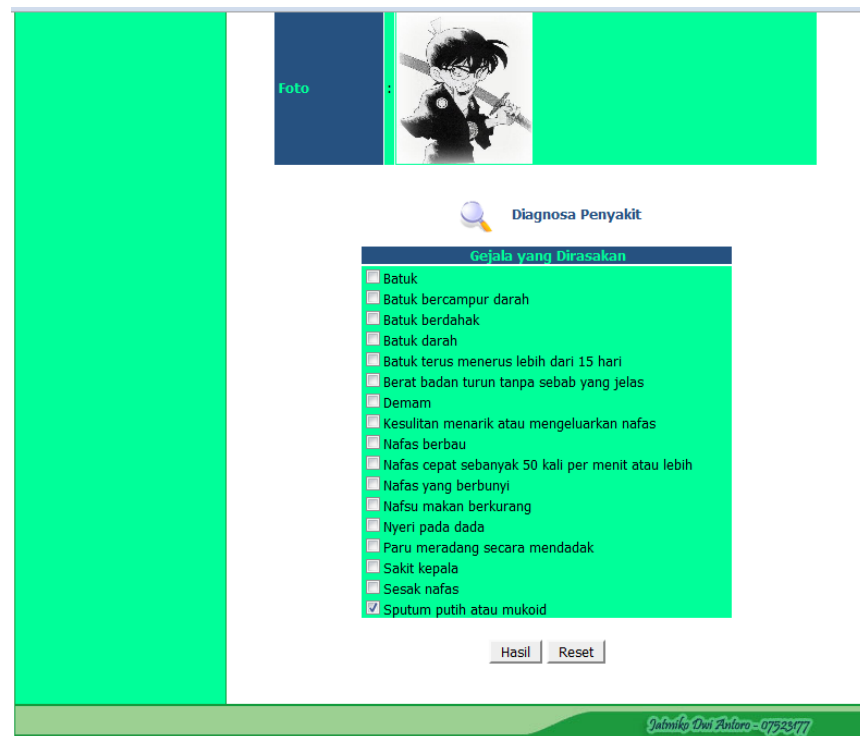 Foto :
Diagnosa Penyakit
Gejala yang Dirasakan
Batuk
Batuk bercampur darah
Batuk berdahak
Batuk darah
Batuk terus menerus lebih dari 15 hari
Berat badan turun tanpa sebab yang jelas
Demam
Kesulitan menarik atau mengeluarkan nafas
Nafas berbau
Nafas cepat sebanyak 50 kali per menit atau lebih
Nafas yang berbunyi
Nafsu makan berkurang
Nyeri pada dada
Paru meradang secara mendadak
Sakit kepala
Sesak nafas
Sputum putih atau mukoid
Hasil Reset
Jatmiko Dwi Antoro - 07523177